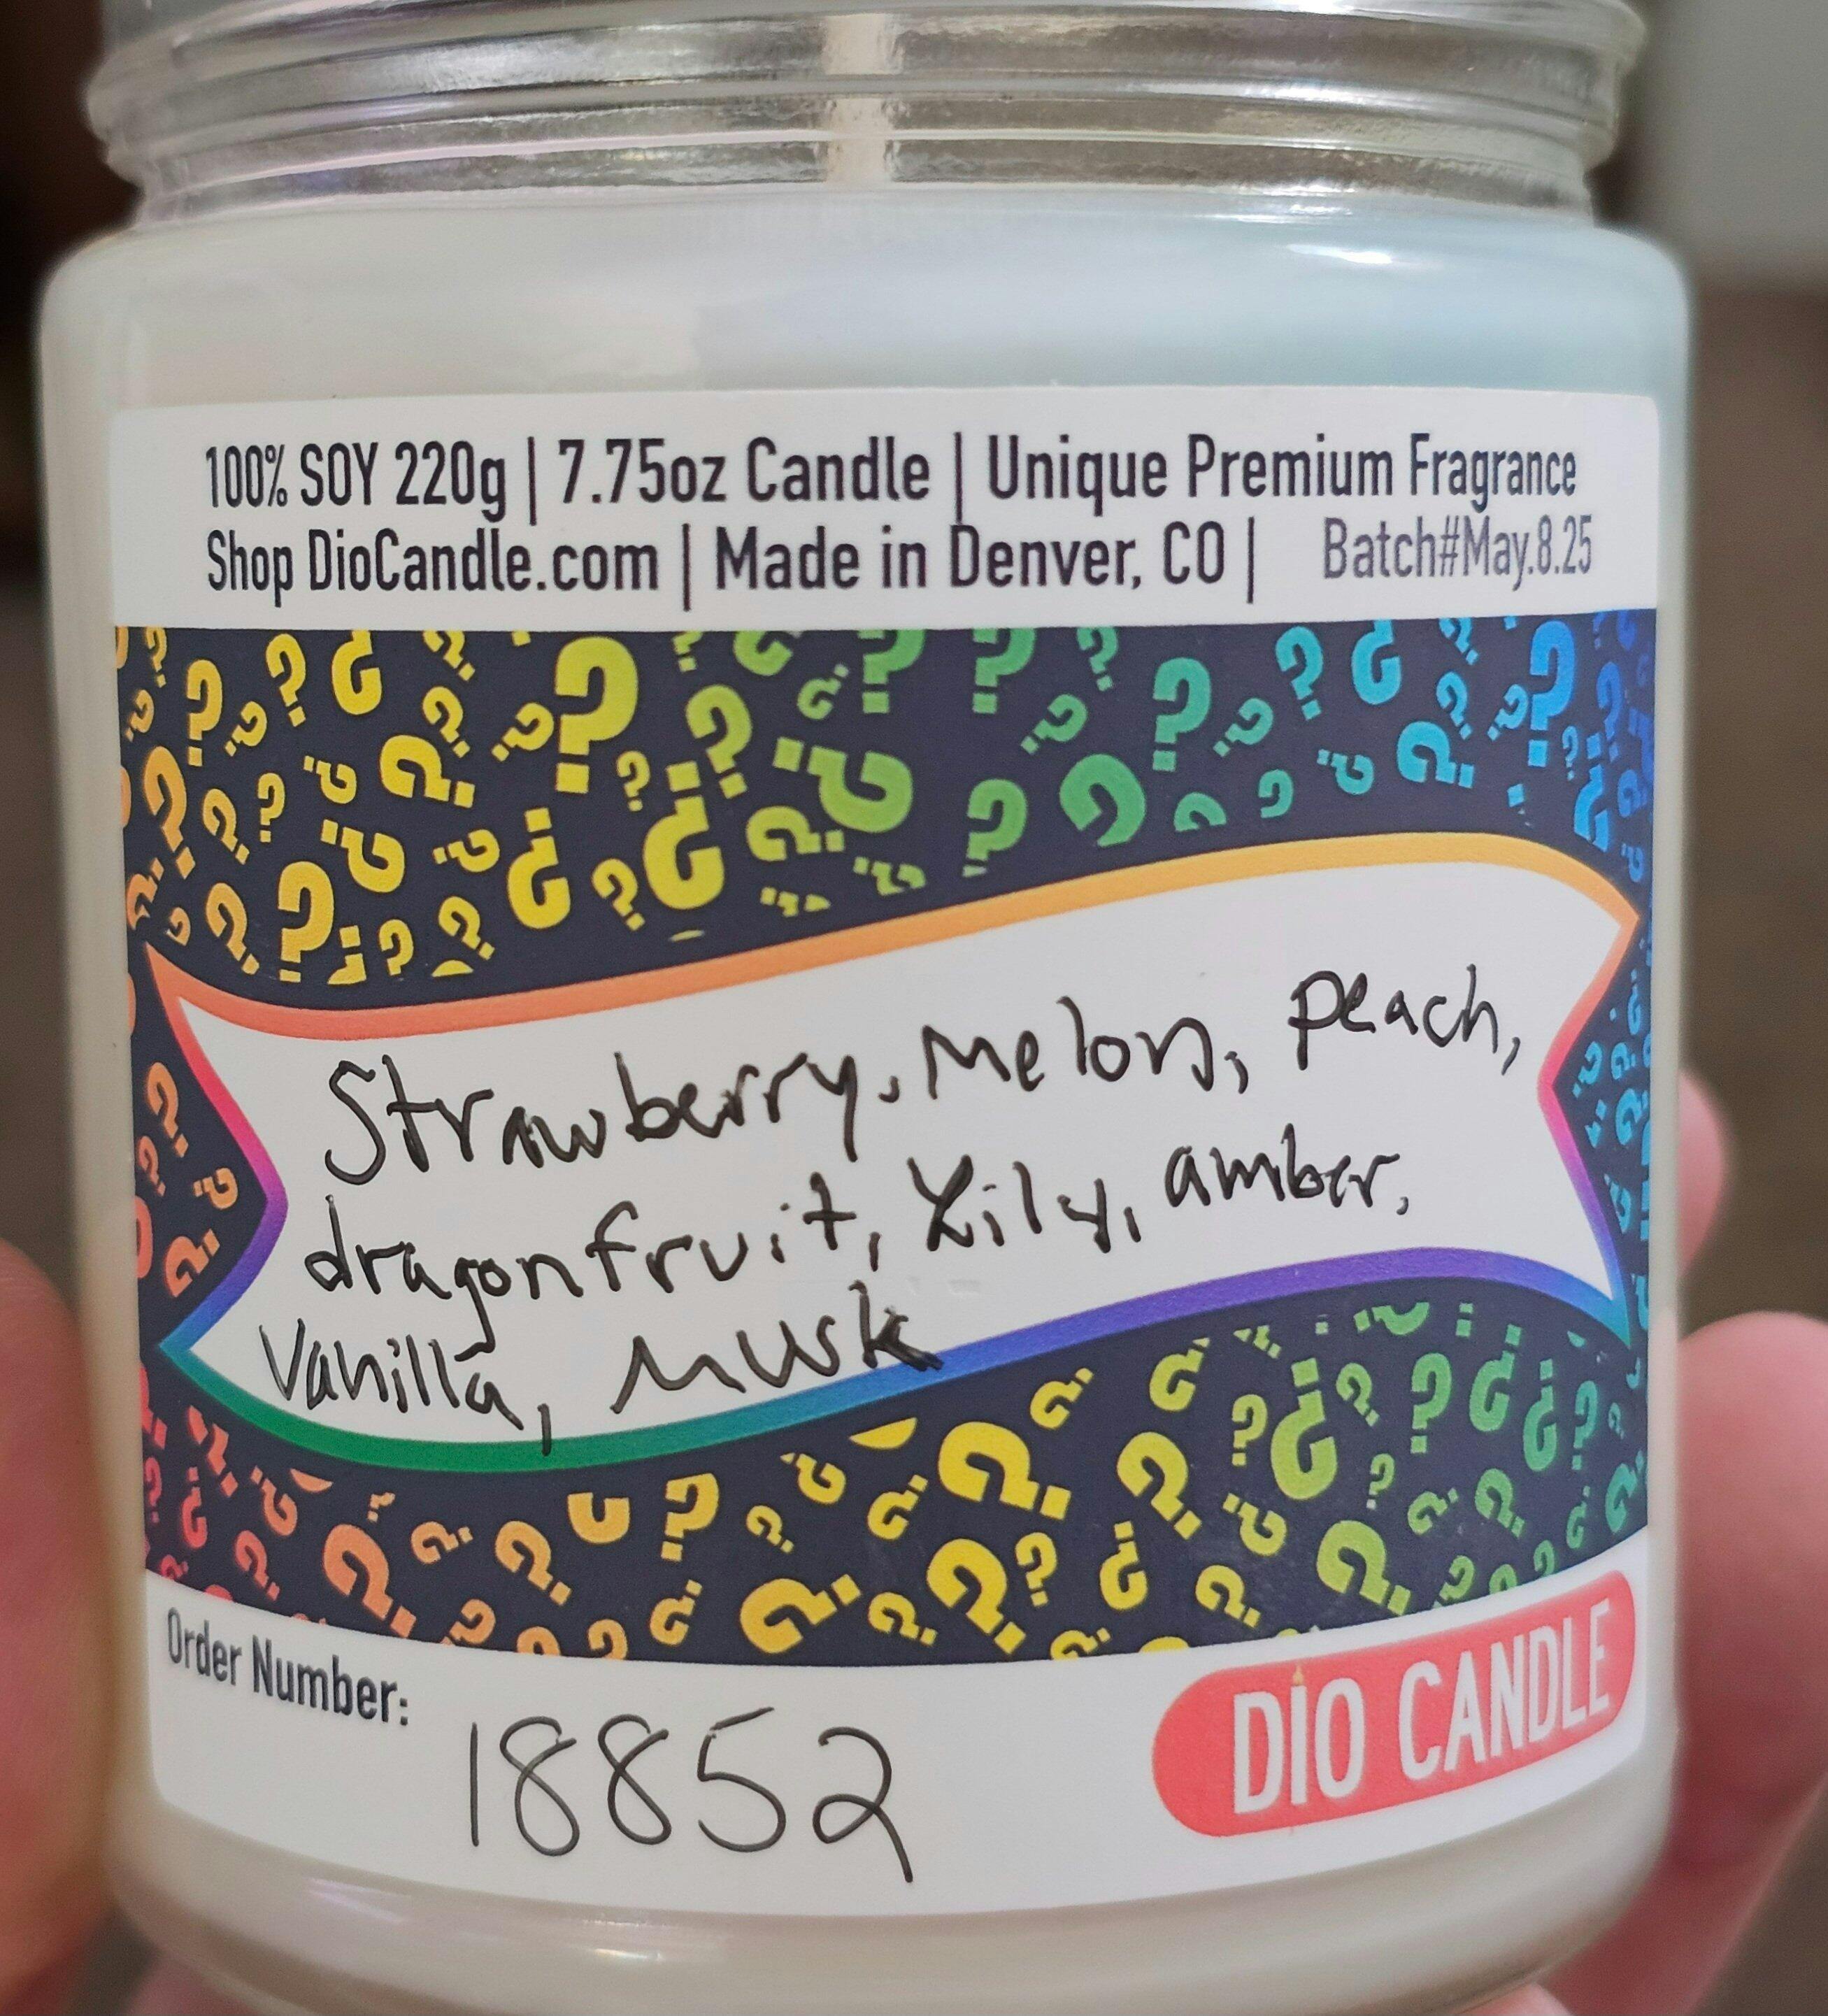 100% SOY 220g | 7.75oz Candle | Unique Premium Fragrance
Shop DioCandle.com | Made in Denver, CO | Batch#May.8.25
Strawberry, Melon, peach,
dragonfruit, Lily, amber,
Vanilla, Musk
Order Number: 18852
DIO CANDLE